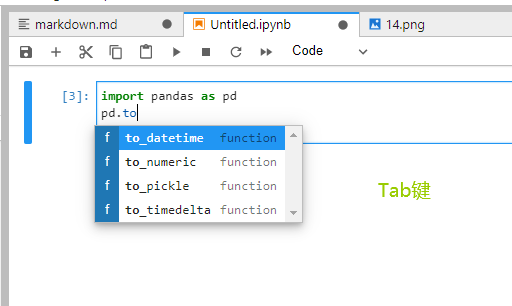 markdown.md
Untitled.ipynb
14.png
Code
[3]:
import pandas as pd
pd.to
f to_datetime function
f to_numeric function
f to_pickle function
f to_timedelta function
Tab键